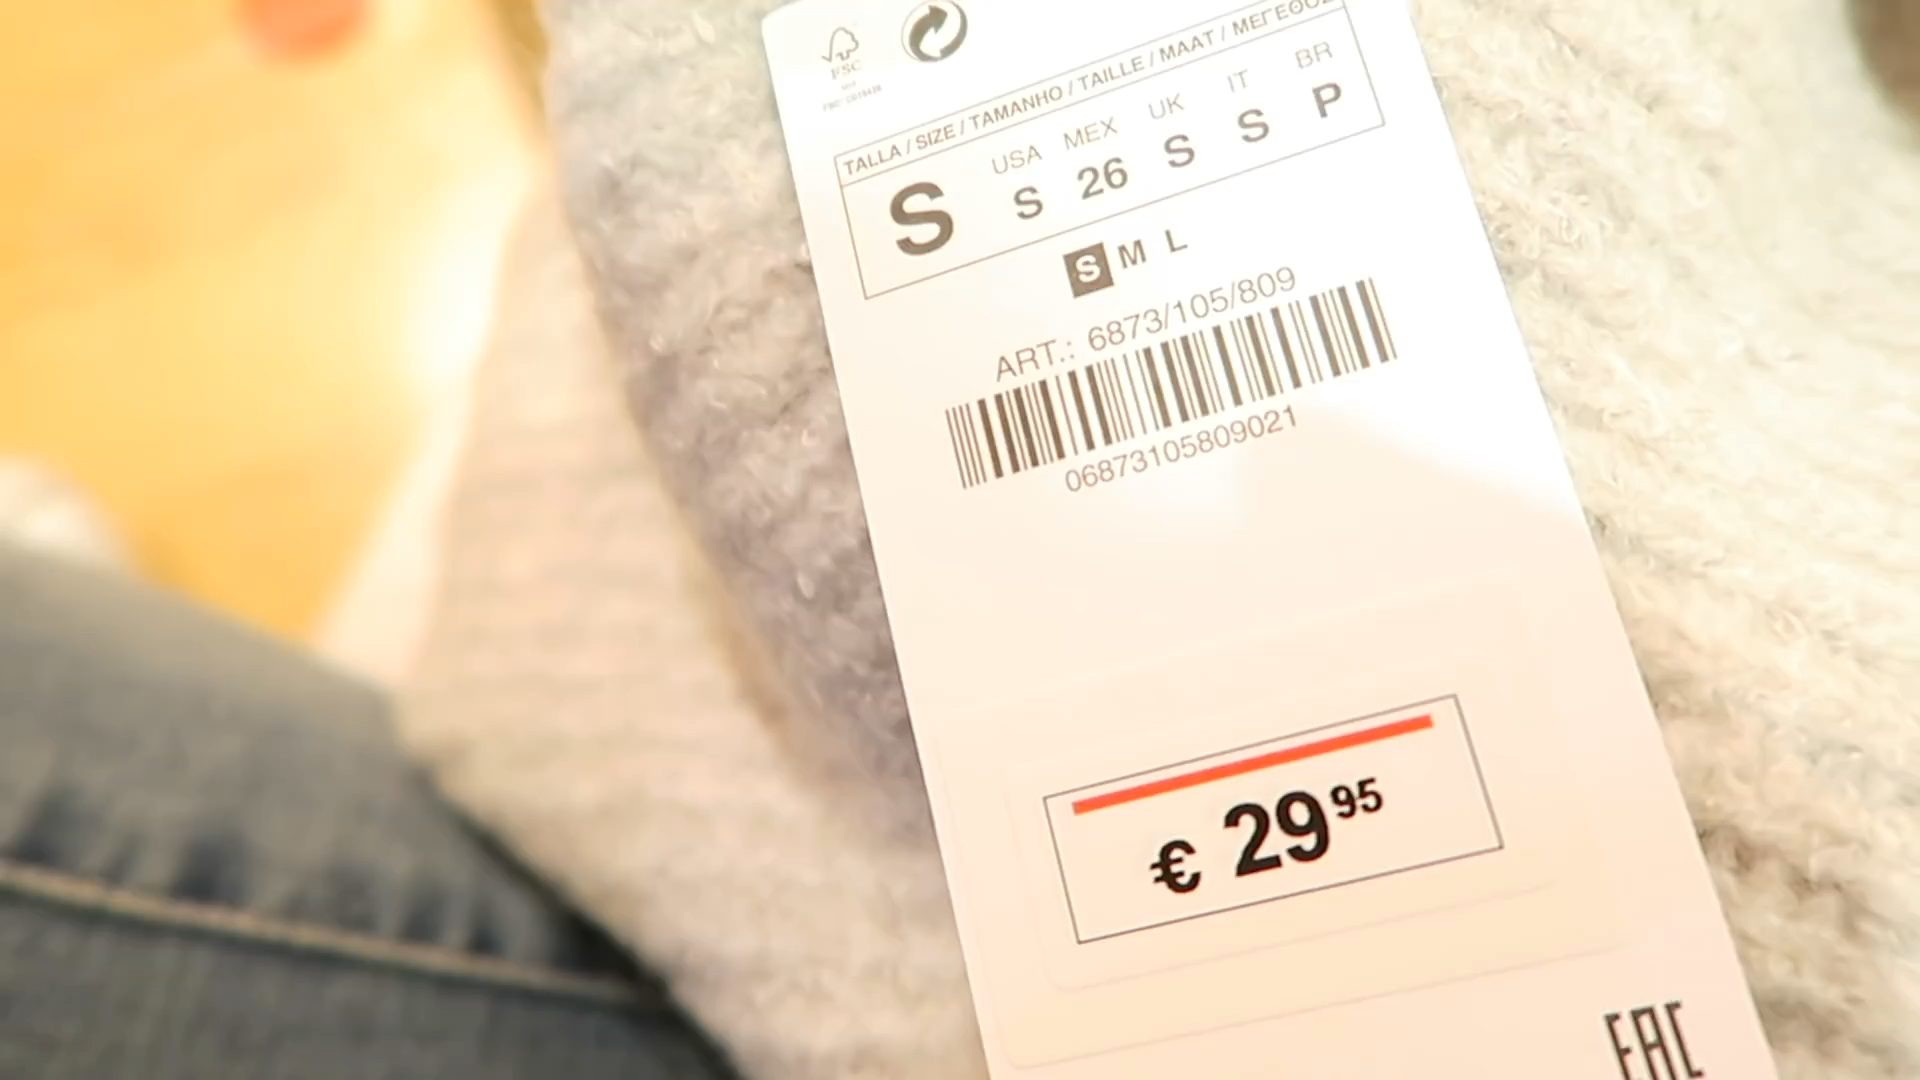 FSC
TALLA / SIZE / TAMANHO / TAILLE / MAAT / ΜΕΓΕΘΟΣ
USA MEX UK IT BR
S S 26 S S P
S M L
ART.: 6873/105/809
06873105809021
€ 29 95
EAC